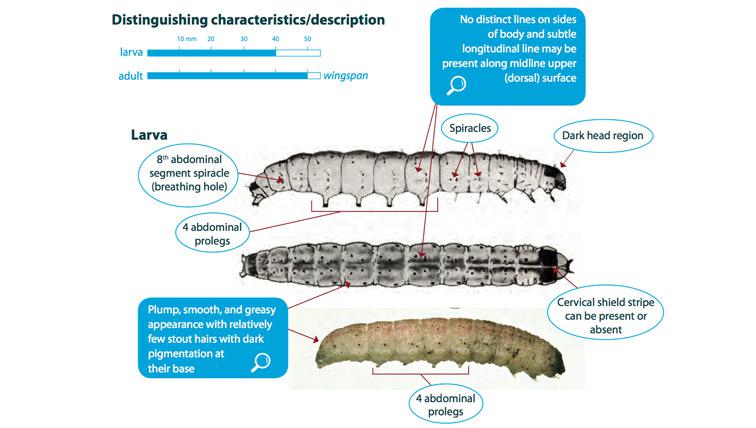 Distinguishing characteristics/description
10 mm 20 30 40 50
larva
adult
wingspan
No distinct lines on sides
of body and subtle
longitudinal line may be
present along midline upper
(dorsal) surface
Larva
Spiracles
Dark head region
8th abdominal
segment spiracle
(breathing hole)
4 abdominal
prolegs
Cervical shield stripe
can be present or
absent
Plump, smooth, and greasy
appearance with relatively
few stout hairs with dark
pigmentation at
their base
4 abdominal
prolegs